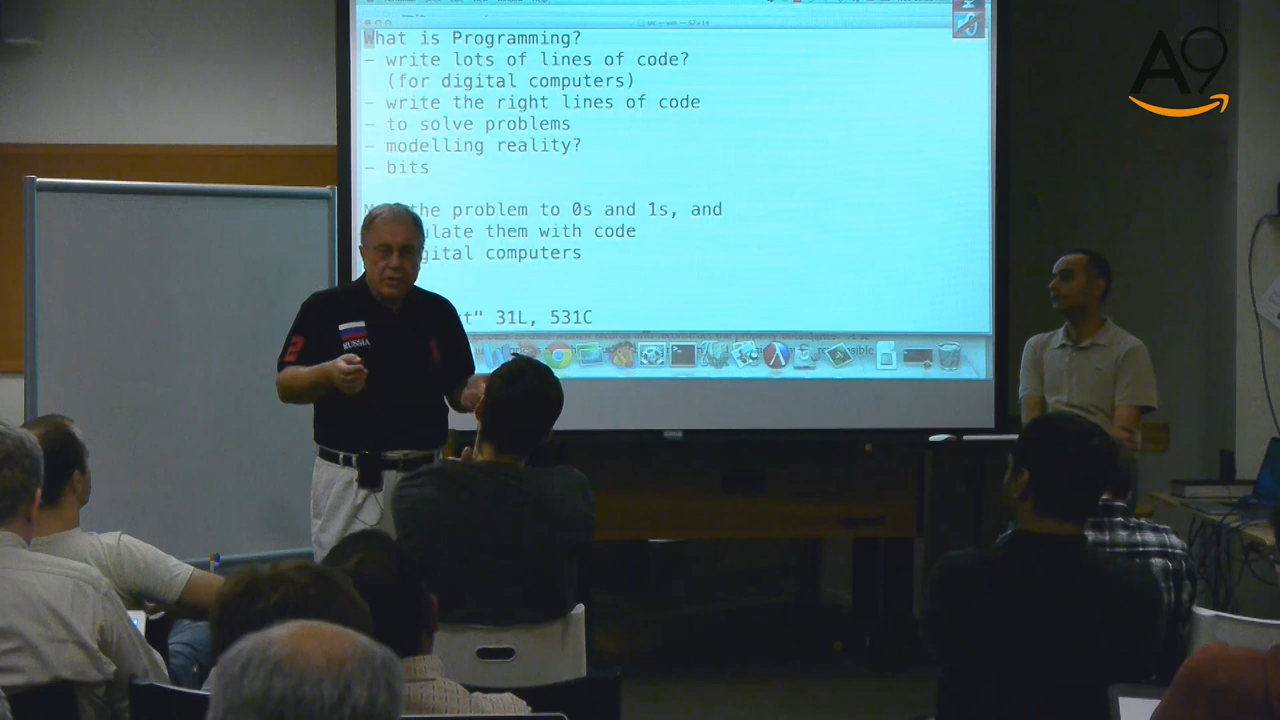 What is Programming?
- write lots of lines of code?
(for digital computers)
- write the right lines of code
- to solve problems
- modelling reality?
- bits
the problem to 0s and 1s, and
ulate them with code
gital computers
t" 31L, 531C
A9
RUSSIA
2